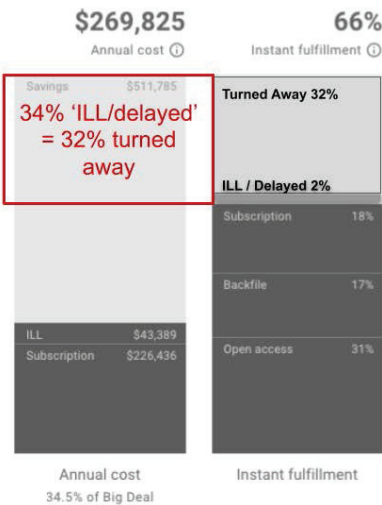 $269,825
Annual cost ⓘ
66%
Instant fulfillment ⓘ
Savings $511,785
34% ‘ILL/delayed’
= 32% turned
away
Turned Away 32%
ILL / Delayed 2%
Subscription 18%
Backfile 17%
Open access 31%
ILL $43,389
Subscription $226,436
Annual cost
34.5% of Big Deal
Instant fulfillment